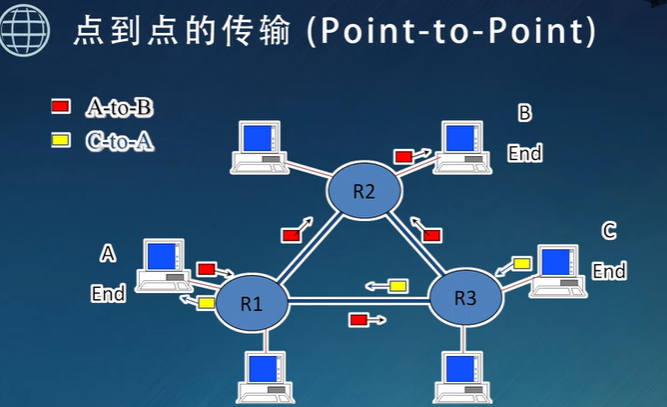 点到点的传输 (Point-to-Point)
A-to-B
C-to-A
B
End
R2
A
End
C
End
R1
R3